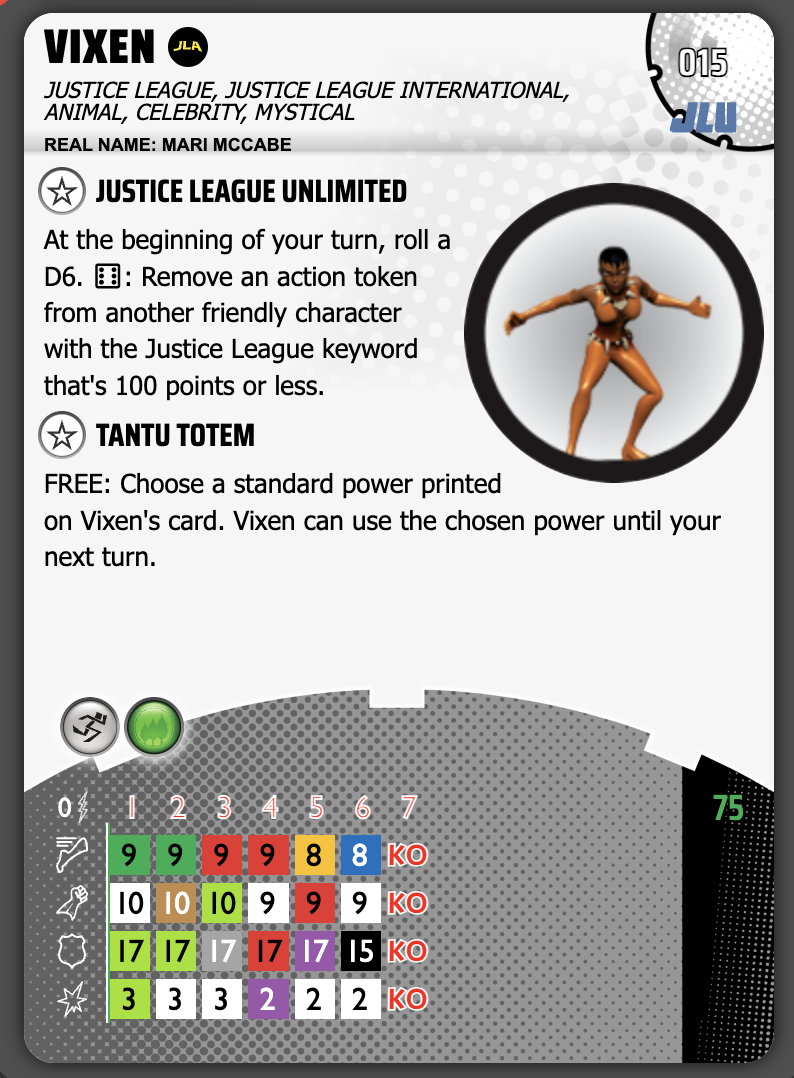 VIXEN JLA
015
JLU
JUSTICE LEAGUE, JUSTICE LEAGUE INTERNATIONAL,
ANIMAL, CELEBRITY, MYSTICAL
REAL NAME: MARI MCCABE
JUSTICE LEAGUE UNLIMITED
At the beginning of your turn, roll a
D6. ⚅: Remove an action token
from another friendly character
with the Justice League keyword
that's 100 points or less.
TANTU TOTEM
FREE: Choose a standard power printed
on Vixen's card. Vixen can use the chosen power until your
next turn.
0 1 2 3 4 5 6 7 75
9 9 9 9 8 8 KO
10 10 10 9 9 9 KO
17 17 17 17 17 15 KO
3 3 3 2 2 2 KO